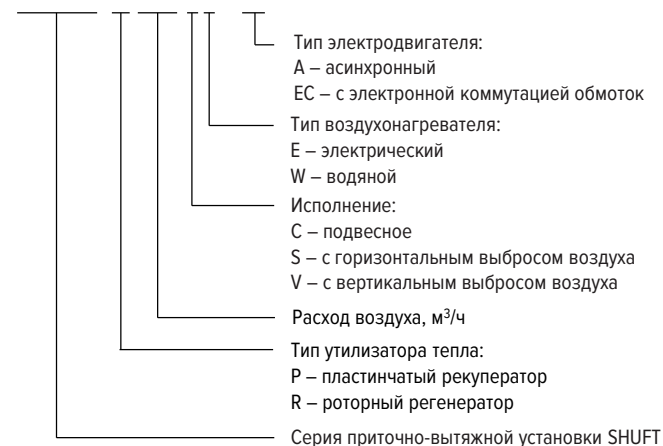 Тип электродвигателя:
А – асинхронный
ЕС – с электронной коммутацией обмоток
Тип воздухонагревателя:
Е – электрический
W – водяной
Исполнение:
С – подвесное
S – с горизонтальным выбросом воздуха
V – с вертикальным выбросом воздуха
Расход воздуха, м³/ч
Тип утилизатора тепла:
Р – пластинчатый рекуператор
R – роторный регенератор
Серия приточно-вытяжной установки SHUFT